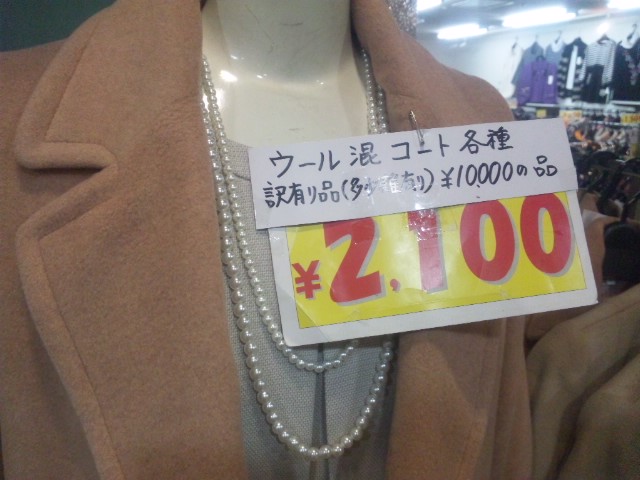 ウール混 コート各種
訳有り品(多少難有り)¥10,000の品
¥2,100